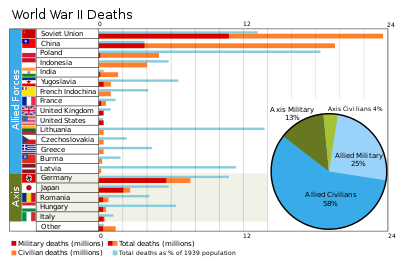 World War II Deaths
0 12 24
Allied Forces
Soviet Union
China
Poland
Indonesia
India
Yugoslavia
French Indochina
France
United Kingdom
United States
Lithuania
Czechoslovakia
Greece
Burma
Latvia
Axis
Germany
Japan
Romania
Hungary
Italy
Other
0 12 24
Axis Military
13%
Axis Civilians 4%
Allied Military
25%
Allied Civilians
58%
Military deaths (millions) Total deaths (millions)
Civilian deaths (millions) Total deaths as % of 1939 population